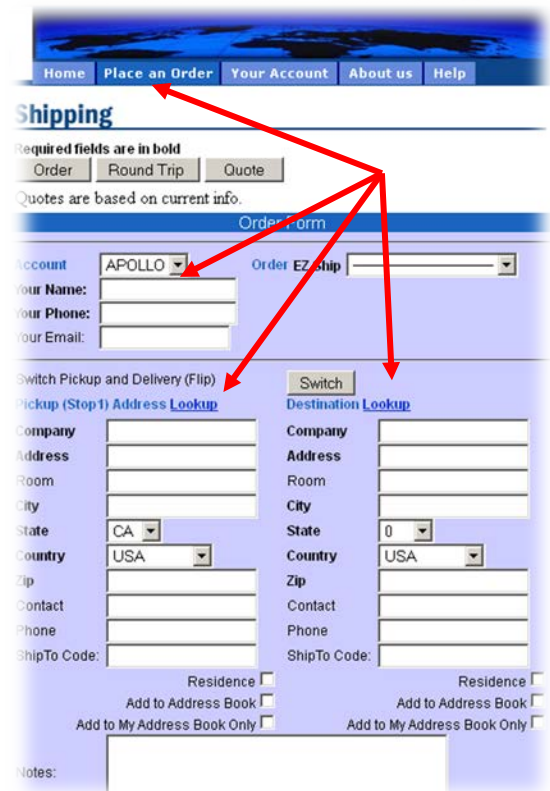 Home Place an Order Your Account About us Help
Shipping
Required fields are in bold
Order Round Trip Quote
Quotes are based on current info.
Order Form
Account APOLLO Order EZ Ship
Your Name:
Your Phone:
Your Email:
Switch Pickup and Delivery (Flip) Switch
Pickup (Stop1) Address Lookup Destination Lookup
Company Company
Address Address
Room Room
City City
State CA State 0
Country USA Country USA
Zip Zip
Contact Contact
Phone Phone
ShipTo Code: ShipTo Code:
Residence Residence
Add to Address Book Add to Address Book
Add to My Address Book Only Add to My Address Book Only
Notes: